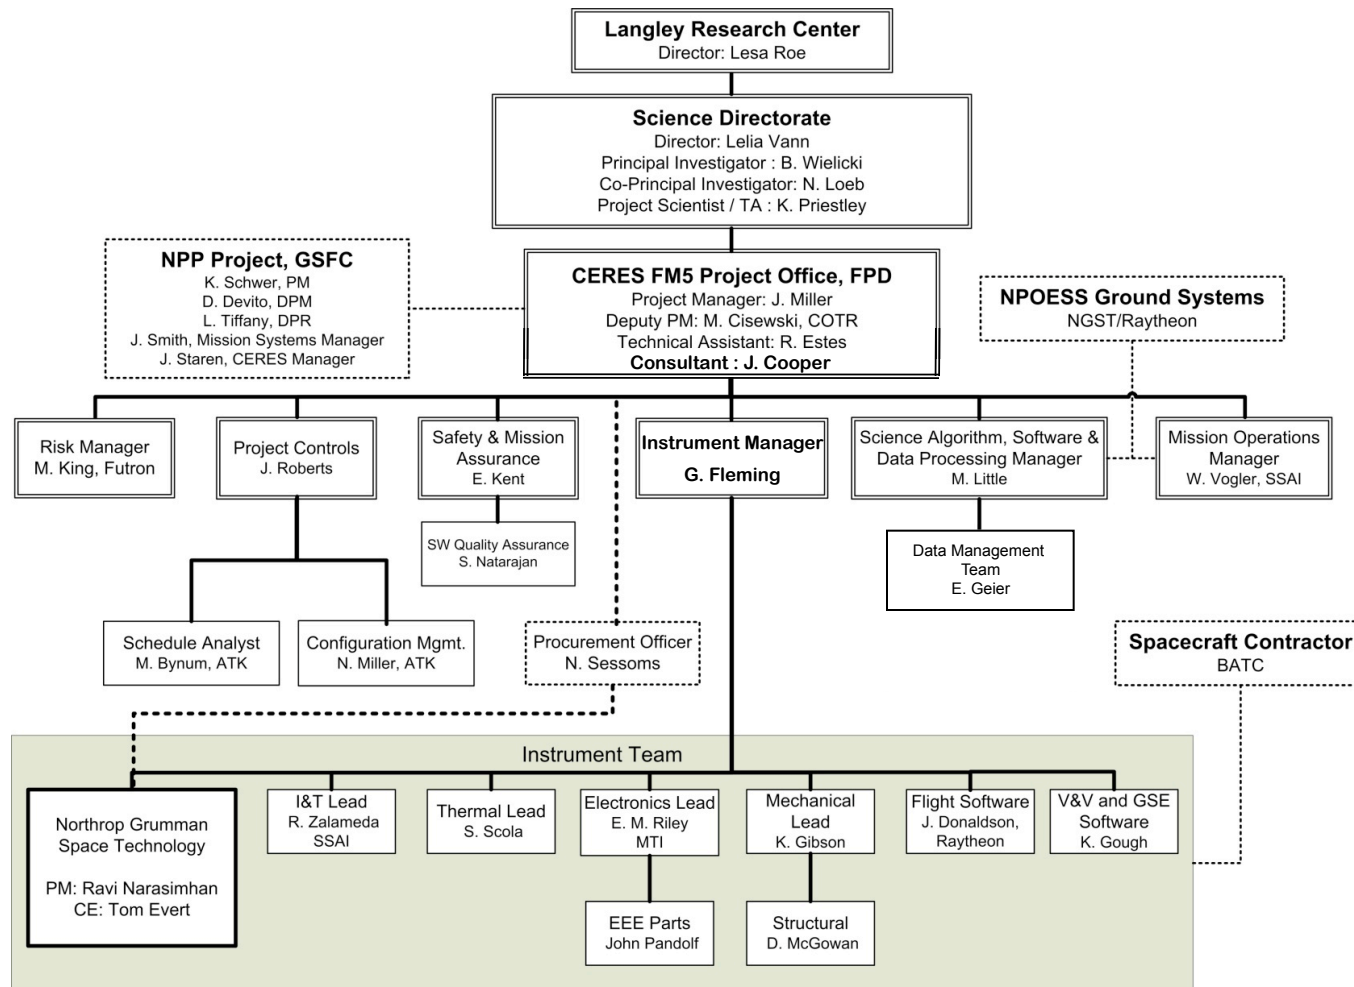 Langley Research Center
Director: Lesa Roe
Science Directorate
Director: Lelia Vann
Principal Investigator : B. Wielicki
Co-Principal Investigator: N. Loeb
Project Scientist / TA : K. Priestley
NPP Project, GSFC
K. Schwer, PM
D. Devito, DPM
L. Tiffany, DPR
J. Smith, Mission Systems Manager
J. Staren, CERES Manager
CERES FM5 Project Office, FPD
Project Manager: J. Miller
Deputy PM: M. Cisewski, COTR
Technical Assistant: R. Estes
Consultant : J. Cooper
NPOESS Ground Systems
NGST/Raytheon
Risk Manager
M. King, Futron
Project Controls
J. Roberts
Safety & Mission
Assurance
E. Kent
Instrument Manager
G. Fleming
Science Algorithm, Software &
Data Processing Manager
M. Little
Mission Operations
Manager
W. Vogler, SSAI
SW Quality Assurance
S. Natarajan
Data Management
Team
E. Geier
Schedule Analyst
M. Bynum, ATK
Configuration Mgmt.
N. Miller, ATK
Procurement Officer
N. Sessoms
Spacecraft Contractor
BATC
Instrument Team
Northrop Grumman
Space Technology
PM: Ravi Narasimhan
CE: Tom Evert
I&T Lead
R. Zalameda
SSAI
Thermal Lead
S. Scola
Electronics Lead
E. M. Riley
MTI
Mechanical
Lead
K. Gibson
Flight Software
J. Donaldson,
Raytheon
V&V and GSE
Software
K. Gough
EEE Parts
John Pandolf
Structural
D. McGowan